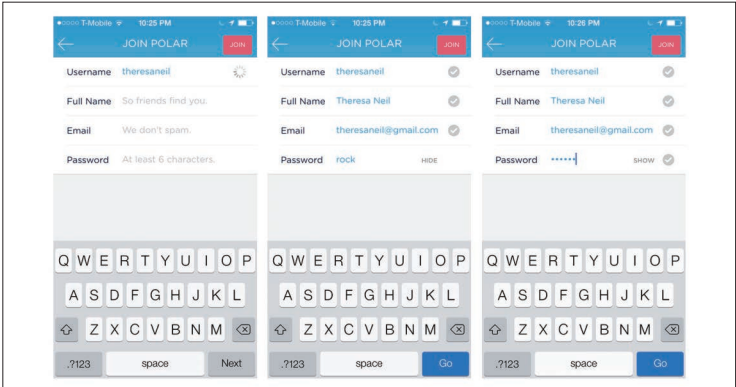 T-Mobile 10:25 PM
JOIN POLAR JOIN
Username theresaneil
Full Name So friends find you.
Email We don't spam.
Password At least 6 characters.
Q W E R T Y U I O P
A S D F G H J K L
Z X C V B N M
.?123 space Next
T-Mobile 10:25 PM
JOIN POLAR JOIN
Username theresaneil
Full Name Theresa Neil
Email theresaneil@gmail.com
Password rock HIDE
Q W E R T Y U I O P
A S D F G H J K L
Z X C V B N M
.?123 space Go
T-Mobile 10:26 PM
JOIN POLAR JOIN
Username theresaneil
Full Name Theresa Neil
Email theresaneil@gmail.com
Password •••••• SHOW
Q W E R T Y U I O P
A S D F G H J K L
Z X C V B N M
.?123 space Go